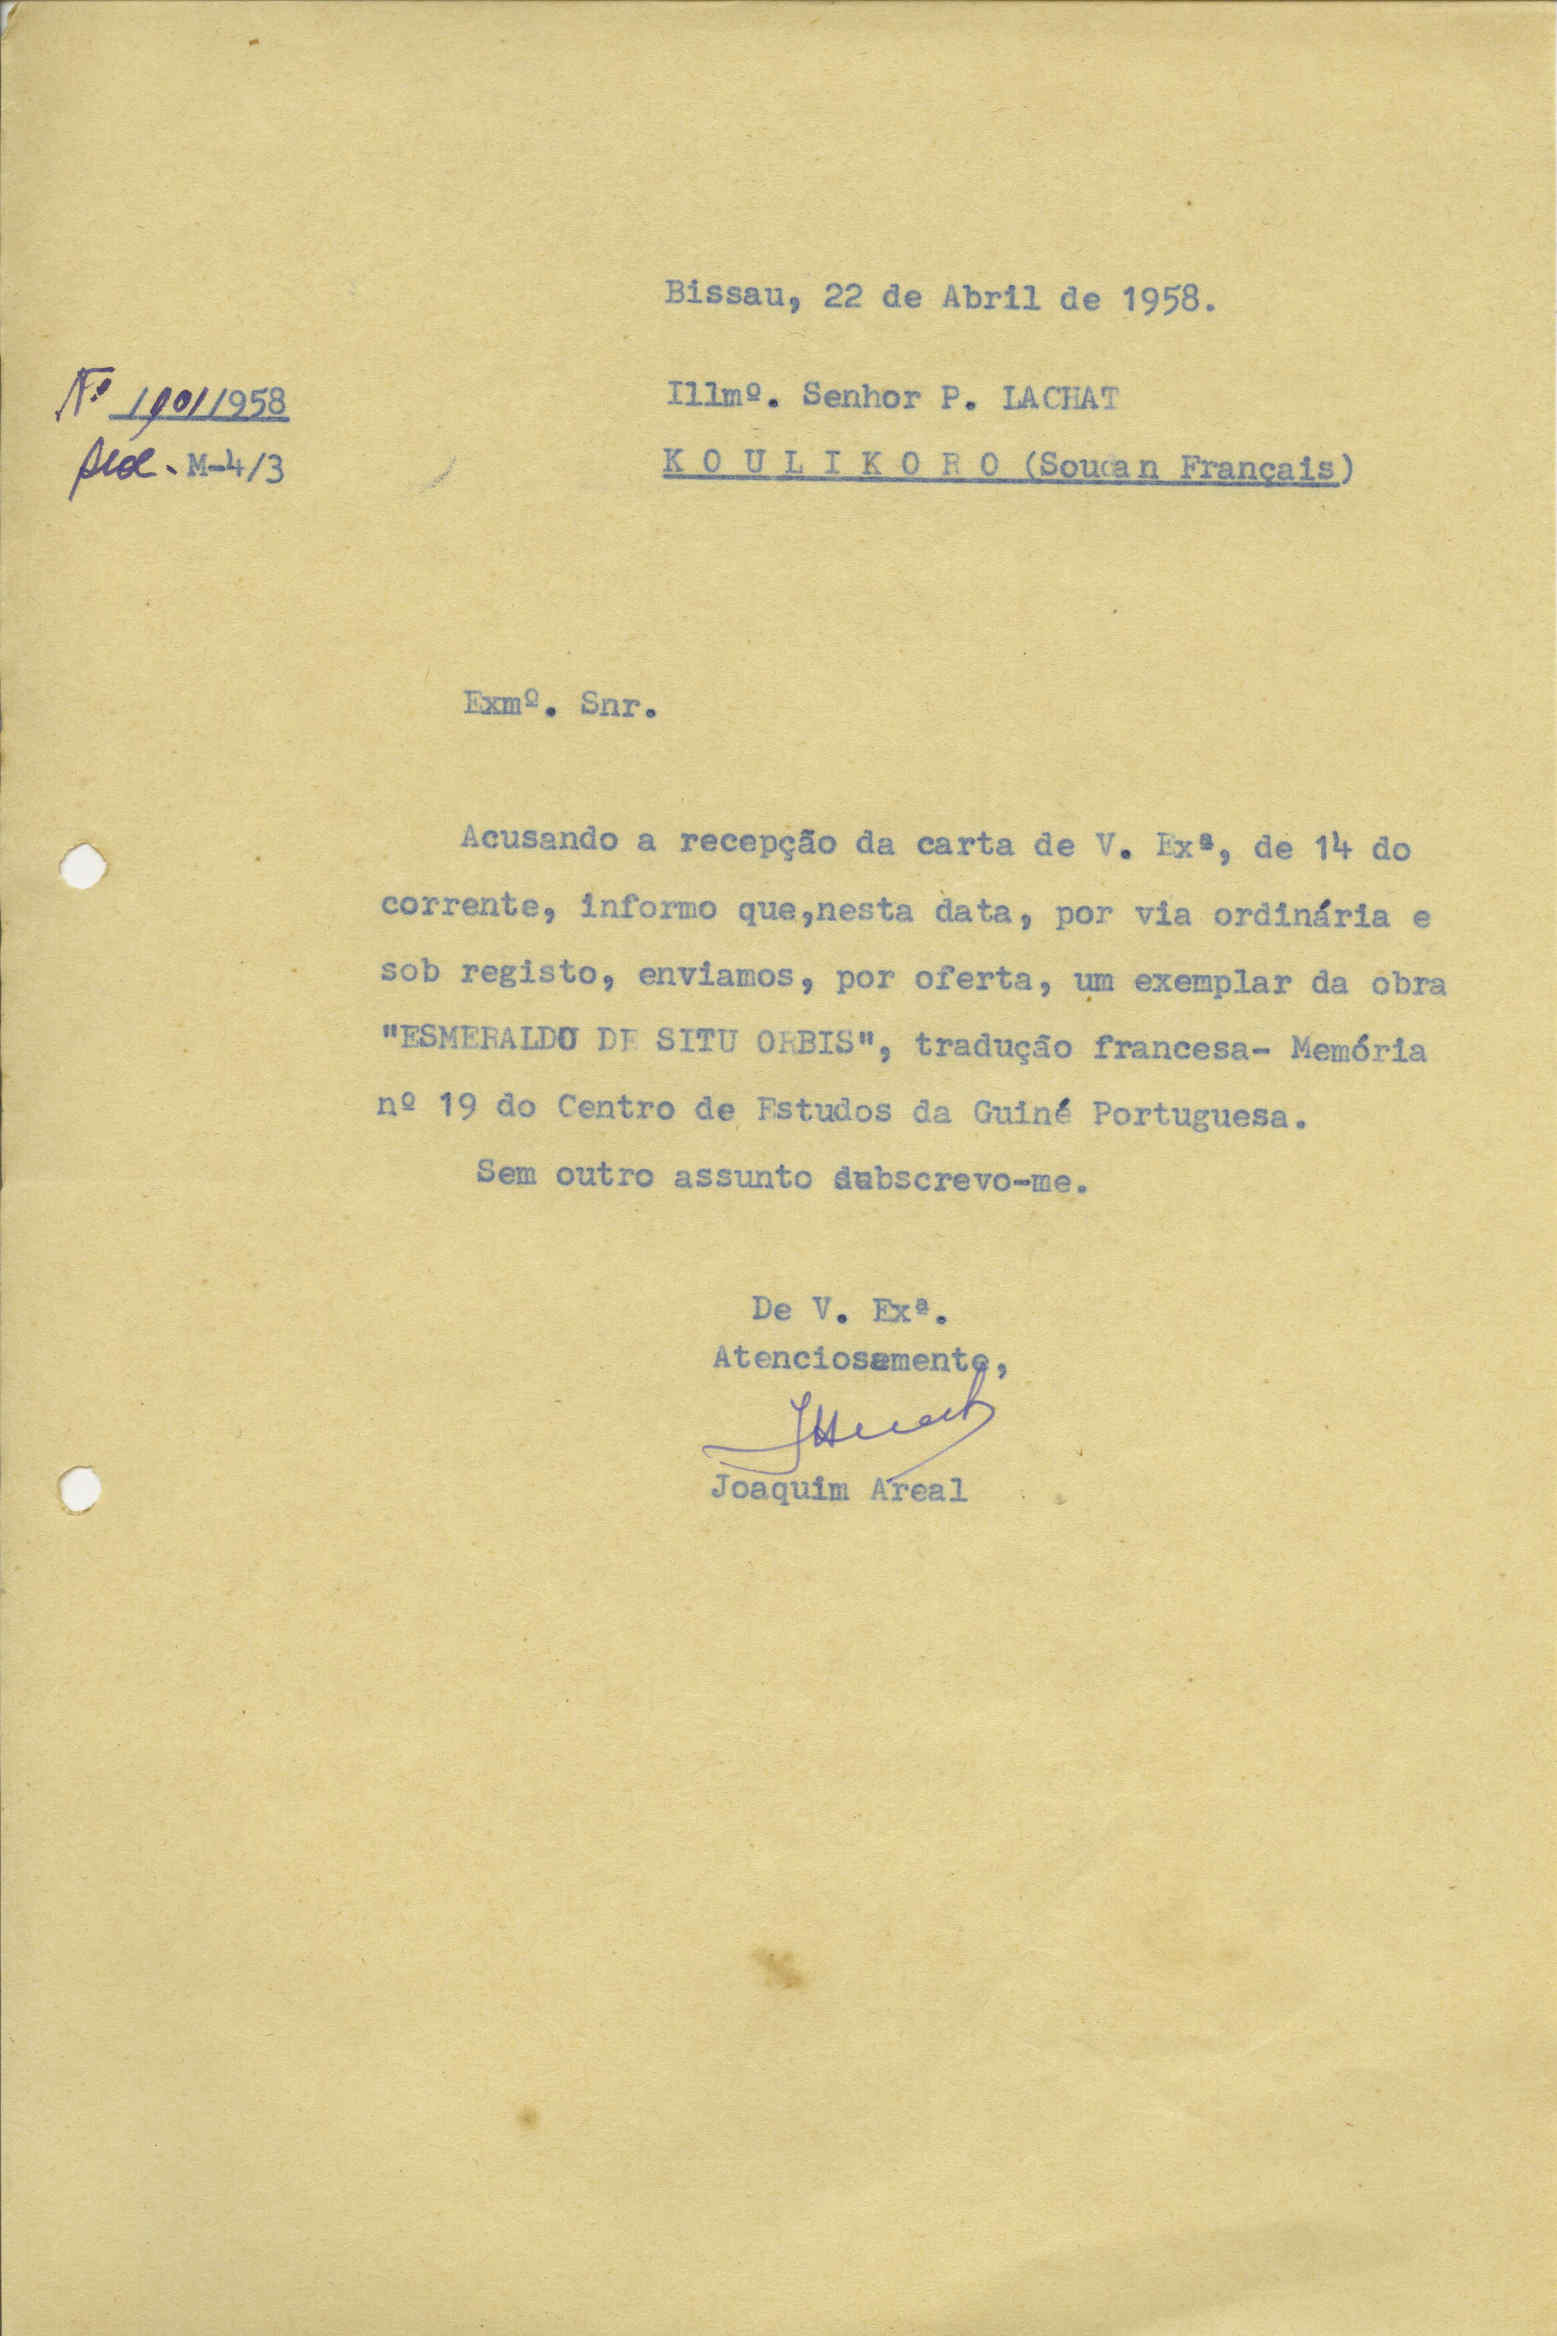 Bissau, 22 de Abril de 1958.
Nº /958
Illmº. Senhor P. LACHAT
M-4/3
K O U L I K O R O (Soudan Français)
Exmº. Snr.
Acusando a recepção da carta de V. Exª, de 14 do
corrente, informo que,nesta data, por via ordinária e
sob registo, enviamos, por oferta, um exemplar da obra
"ESMERALDO DE SITU ORBIS", tradução francesa- Memória
nº 19 do Centro de Estudos da Guiné Portuguesa.
Sem outro assunto subscrevo-me.
De V. Exª.
Atenciosamente,
Joaquim Areal